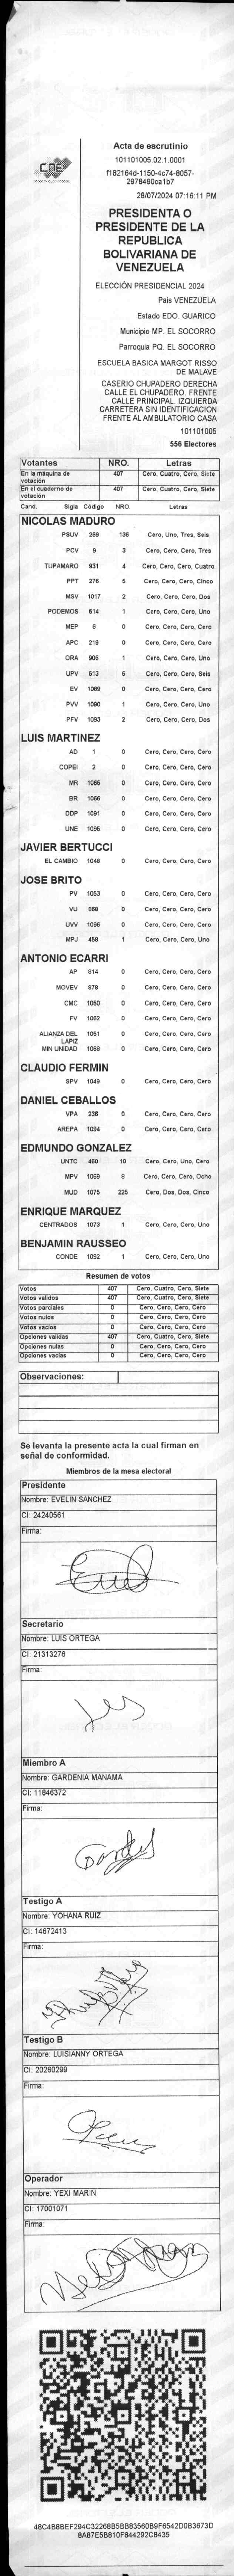 CNE
Acta de escrutinio
101101005.02.1.0001
f182164d-1150-4c74-8057-
2978490ca1b7
28/07/2024 07:16:11 PM
PRESIDENTA O
PRESIDENTE DE LA
REPUBLICA
BOLIVARIANA DE
VENEZUELA
ELECCIÓN PRESIDENCIAL 2024
Pais VENEZUELA
Estado EDO. GUARICO
Municipio MP. EL SOCORRO
Parroquia PQ. EL SOCORRO
ESCUELA BASICA MARGOT RISSO
DE MALAVE
CASERIO CHUPADERO DERECHA
CALLE EL CHUPADERO. FRENTE
CALLE PRINCIPAL. IZQUIERDA
CARRETERA SIN IDENTIFICACION
FRENTE AL AMBULATORIO CASA
101101005
556 Electores
Votantes NRO. Letras
En la máquina de votación 407 Cero, Cuatro, Cero, Siete
En el cuaderno de votación 407 Cero, Cuatro, Cero, Siete
Cand. Sigla Código NRO. Letras
NICOLAS MADURO
PSUV 269 136 Cero, Uno, Tres, Seis
PCV 9 3 Cero, Cero, Cero, Tres
TUPAMARO 931 4 Cero, Cero, Cero, Cuatro
PPT 276 5 Cero, Cero, Cero, Cinco
MSV 1017 2 Cero, Cero, Cero, Dos
PODEMOS 514 1 Cero, Cero, Cero, Uno
MEP 6 0 Cero, Cero, Cero, Cero
APC 219 0 Cero, Cero, Cero, Cero
ORA 906 1 Cero, Cero, Cero, Uno
UPV 513 6 Cero, Cero, Cero, Seis
EV 1089 0 Cero, Cero, Cero, Cero
PVV 1090 1 Cero, Cero, Cero, Uno
PFV 1093 2 Cero, Cero, Cero, Dos
LUIS MARTINEZ
AD 1 0 Cero, Cero, Cero, Cero
COPEI 2 0 Cero, Cero, Cero, Cero
MR 1065 0 Cero, Cero, Cero, Cero
BR 1066 0 Cero, Cero, Cero, Cero
DDP 1091 0 Cero, Cero, Cero, Cero
UNE 1095 0 Cero, Cero, Cero, Cero
JAVIER BERTUCCI
EL CAMBIO 1048 0 Cero, Cero, Cero, Cero
JOSE BRITO
PV 1053 0 Cero, Cero, Cero, Cero
VU 868 0 Cero, Cero, Cero, Cero
UVV 1096 0 Cero, Cero, Cero, Cero
MPJ 458 1 Cero, Cero, Cero, Uno
ANTONIO ECARRI
AP 814 0 Cero, Cero, Cero, Cero
MOVEV 878 0 Cero, Cero, Cero, Cero
CMC 1050 0 Cero, Cero, Cero, Cero
FV 1062 0 Cero, Cero, Cero, Cero
ALIANZA DEL LAPIZ 1051 0 Cero, Cero, Cero, Cero
MIN UNIDAD 1068 0 Cero, Cero, Cero, Cero
CLAUDIO FERMIN
SPV 1049 0 Cero, Cero, Cero, Cero
DANIEL CEBALLOS
VPA 236 0 Cero, Cero, Cero, Cero
AREPA 1094 0 Cero, Cero, Cero, Cero
EDMUNDO GONZALEZ
UNTC 460 10 Cero, Cero, Uno, Cero
MPV 1069 8 Cero, Cero, Cero, Ocho
MUD 1075 225 Cero, Dos, Dos, Cinco
ENRIQUE MARQUEZ
CENTRADOS 1073 1 Cero, Cero, Cero, Uno
BENJAMIN RAUSSEO
CONDE 1092 1 Cero, Cero, Cero, Uno
Resumen de votos
Votos 407 Cero, Cuatro, Cero, Siete
Votos validos 407 Cero, Cuatro, Cero, Siete
Votos parciales 0 Cero, Cero, Cero, Cero
Votos nulos 0 Cero, Cero, Cero, Cero
Votos vacios 0 Cero, Cero, Cero, Cero
Opciones validas 407 Cero, Cuatro, Cero, Siete
Opciones nulas 0 Cero, Cero, Cero, Cero
Opciones vacias 0 Cero, Cero, Cero, Cero
Observaciones:
Se levanta la presente acta la cual firman en
señal de conformidad.
Miembros de la mesa electoral
Presidente
Nombre: EVELIN SANCHEZ
CI: 24240561
Firma:
Secretario
Nombre: LUIS ORTEGA
CI: 21313276
Firma:
Miembro A
Nombre: GARDENIA MANAMA
CI: 11846372
Firma:
Testigo A
Nombre: YOHANA RUIZ
CI: 14672413
Firma:
Testigo B
Nombre: LUISIANNY ORTEGA
CI: 20260299
Firma:
Operador
Nombre: YEXI MARIN
CI: 17001071
Firma:
48C4B8BEF294C32268B5BB83560B9F6542D0B3673D
8A87E5B810F844292C8435